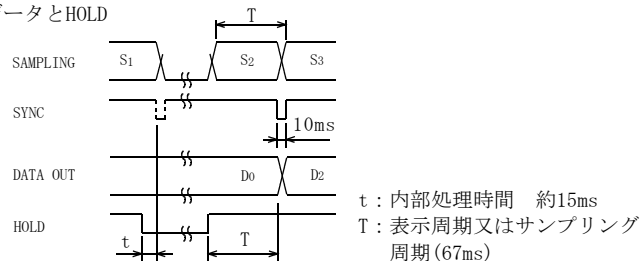 ータとHOLD
T
SAMPLING S1 S2 S3
SYNC
10ms
DATA OUT D0 D2
HOLD
t T
t：内部処理時間 約15ms
T：表示周期又はサンプリング
周期(67ms)